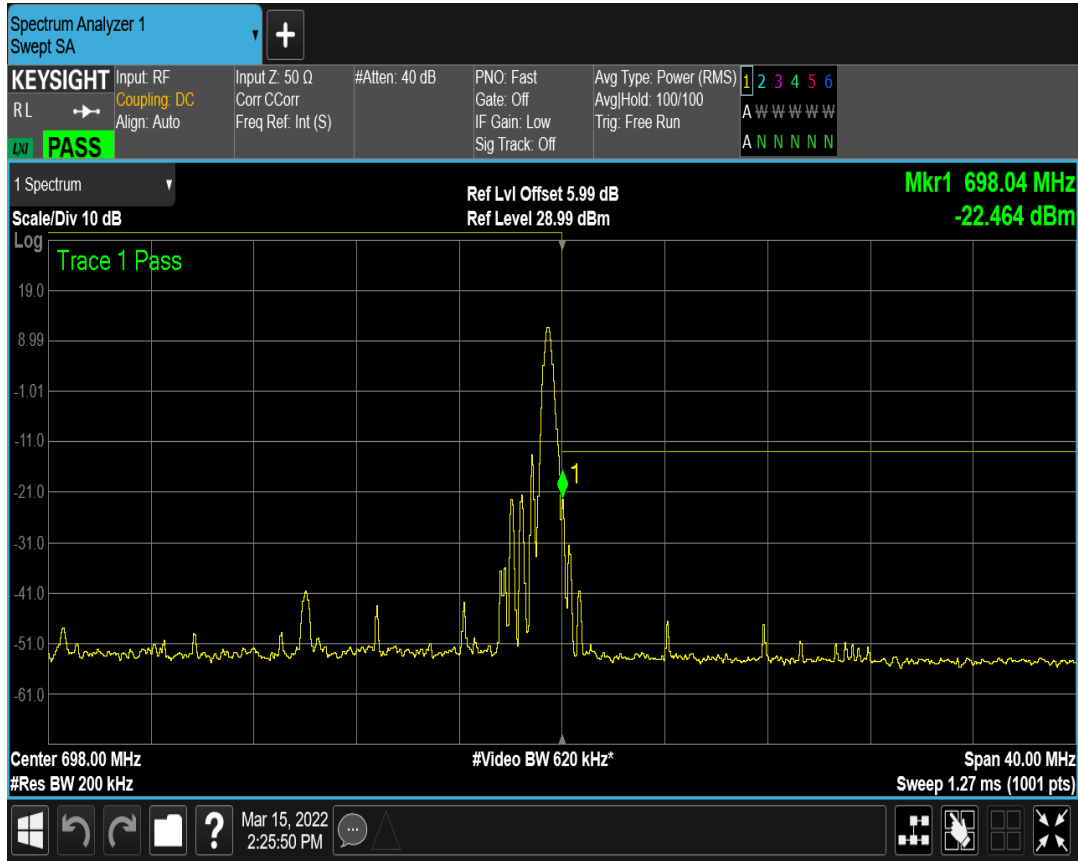 Spectrum Analyzer 1
Swept SA
+
KEYSIGHT
R L
LXI PASS
Input: RF
Coupling: DC
Align: Auto
Input Z: 50 Ω
Corr CCorr
Freq Ref: Int (S)
#Atten: 40 dB
PNO: Fast
Gate: Off
IF Gain: Low
Sig Track: Off
Avg Type: Power (RMS)
Avg|Hold: 100/100
Trig: Free Run
1 2 3 4 5 6
A W W W W W
A N N N N N
1 Spectrum
Scale/Div 10 dB
Ref Lvl Offset 5.99 dB
Ref Level 28.99 dBm
Mkr1 698.04 MHz
-22.464 dBm
Log
Trace 1 Pass
19.0
8.99
-1.01
-11.0
1
-21.0
-31.0
-41.0
-51.0
-61.0
Center 698.00 MHz
#Video BW 620 kHz*
Span 40.00 MHz
#Res BW 200 kHz
Sweep 1.27 ms (1001 pts)
?
Mar 15, 2022
2:25:50 PM